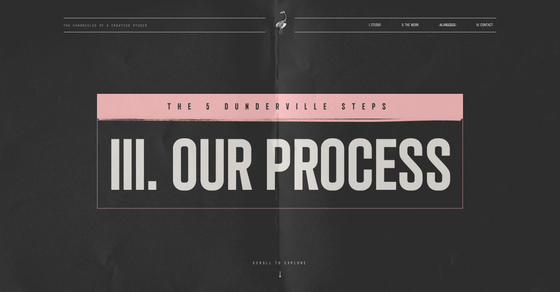 THE CHRONICLES OF A CREATIVE STUDIO
I. STUDIO
II. THE WORK
III. PROCESS
IV. CONTACT
THE 5 DUNDERVILLE STEPS
III. OUR PROCESS
SCROLL TO EXPLORE